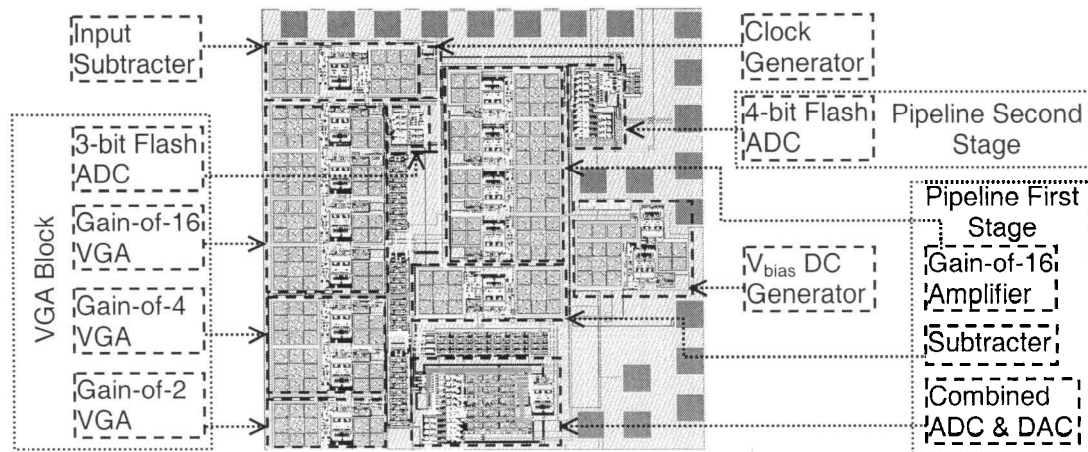 Input
Subtracter
VGA Block
3-bit Flash
ADC
Gain-of-16
VGA
Gain-of-4
VGA
Gain-of-2
VGA
Clock
Generator
4-bit Flash
ADC
Pipeline Second
Stage
V_bias DC
Generator
Pipeline First
Stage
Gain-of-16
Amplifier
Subtracter
Combined
ADC & DAC